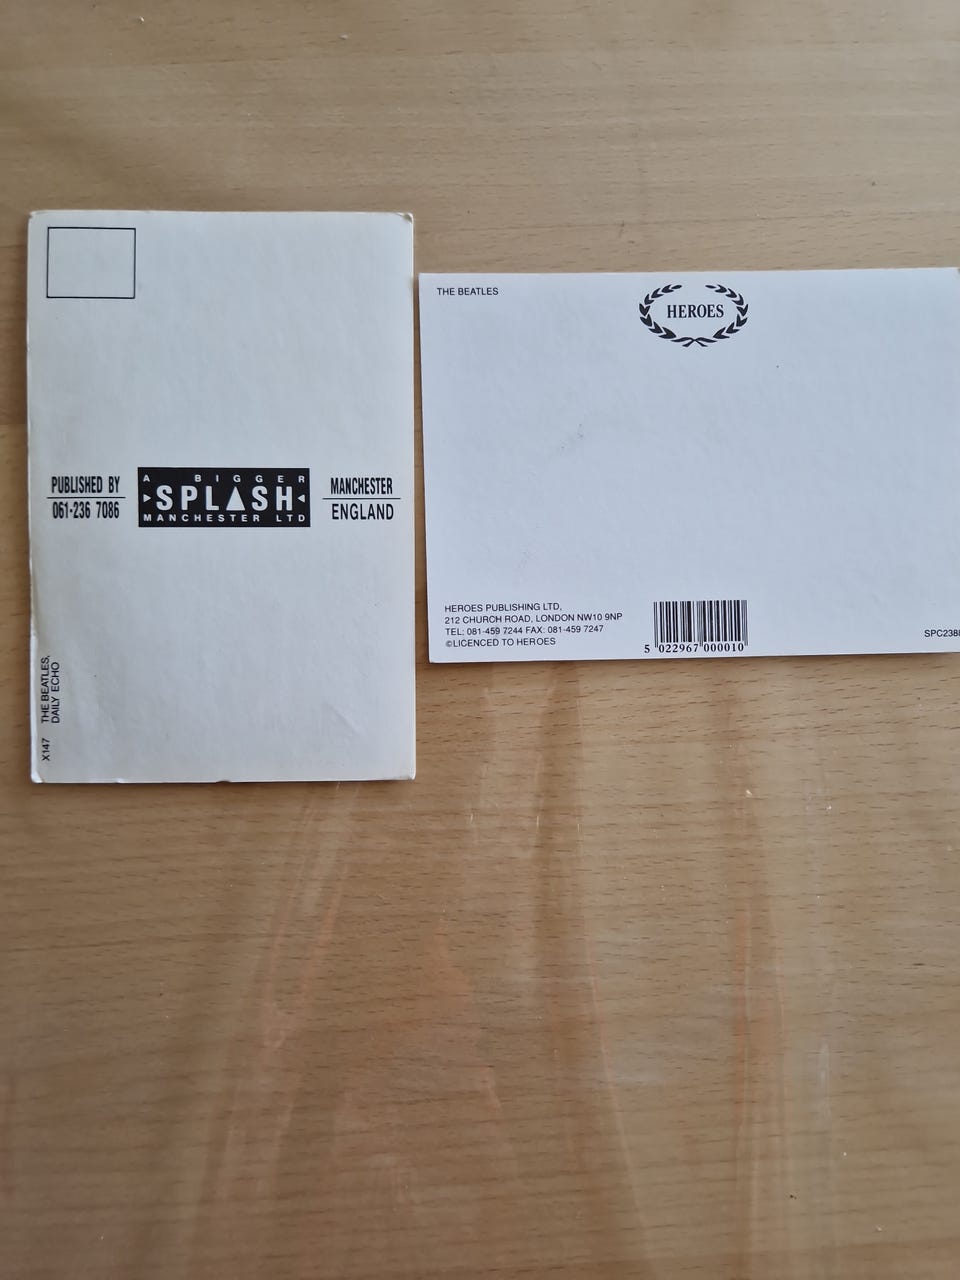 PUBLISHED BY
061-236 7086
A BIGGER
SPLASH
MANCHESTER LTD
MANCHESTER
ENGLAND
X147 THE BEATLES,
DAILY ECHO
THE BEATLES
HEROES
HEROES PUBLISHING LTD,
212 CHURCH ROAD, LONDON NW10 9NP
TEL: 081-459 7244 FAX: 081-459 7247
©LICENCED TO HEROES
5 022967 000010